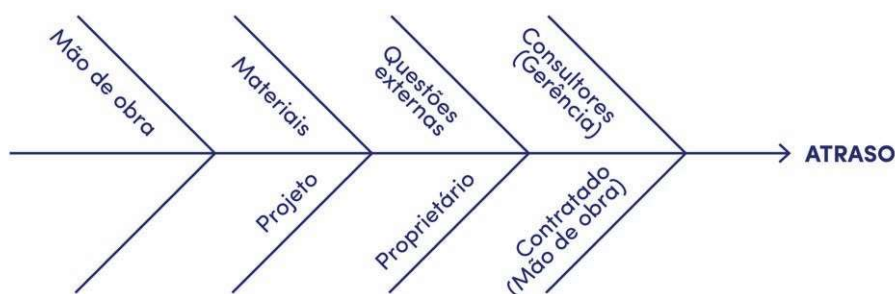 Mão de obra
Materiais
Questões
externas
Consultores
(Gerência)
ATRASO
Projeto
Proprietário
Contratado
(Mão de obra)